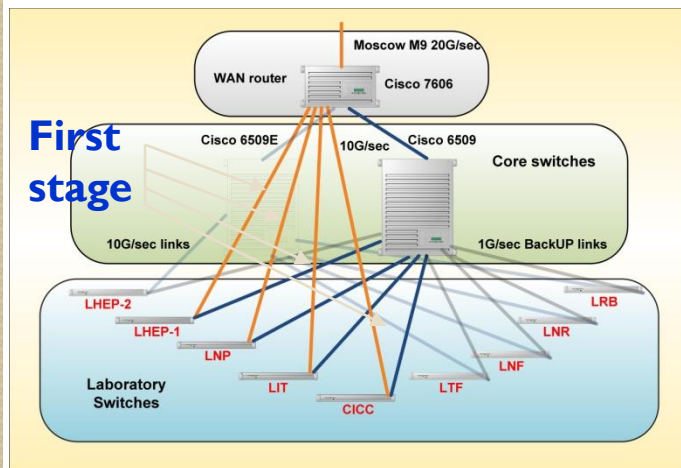 Moscow M9 20G/sec
WAN router
Cisco 7606
First
stage
Cisco 6509E
10G/sec
Cisco 6509
Core switches
10G/sec links
1G/sec BackUP links
LHEP-2
LRB
LHEP-1
LNR
LNP
LNF
LIT
LTF
CICC
Laboratory
Switches